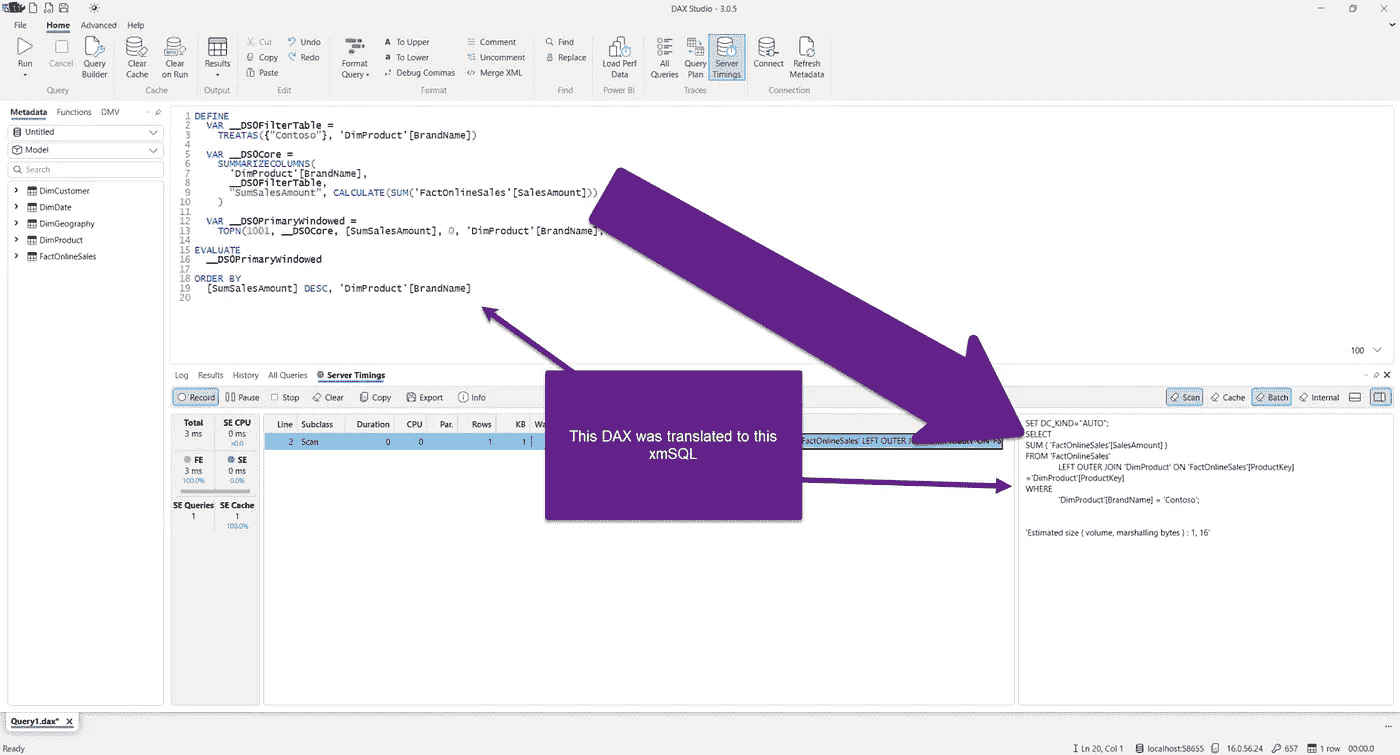 DAX Studio - 3.0.5
File Home Advanced Help
Run Cancel Query Builder
Clear Cache Clear on Run
Results
Cut Undo
Copy Redo
Paste
Format Query
To Upper
To Lower
Debug Commas
Comment
Uncomment
Merge XML
Find
Replace
Load Perf Data
All Queries Query Plan Server Timings
Connect Refresh Metadata
Query Cache Output Edit Format Find Power BI Traces Connection
Metadata Functions DMV
Untitled
Model
Search
DimCustomer
DimDate
DimGeography
DimProduct
FactOnlineSales
1 DEFINE
2 VAR __DS0FilterTable =
3 TREATAS({"Contoso"}, 'DimProduct'[BrandName])
4
5 VAR __DS0Core =
6 SUMMARIZECOLUMNS(
7 'DimProduct'[BrandName],
8 __DS0FilterTable,
9 "SumSalesAmount", CALCULATE(SUM('FactOnlineSales'[SalesAmount]))
10 )
11
12 VAR __DS0PrimaryWindowed =
13 TOPN(1001, __DS0Core, [SumSalesAmount], 0, 'DimProduct'[BrandName],
14
15 EVALUATE
16 __DS0PrimaryWindowed
17
18 ORDER BY
19 [SumSalesAmount] DESC, 'DimProduct'[BrandName]
20
100
Log Results History All Queries Server Timings
Record Pause Stop Clear Copy Export Info
Scan Cache Batch Internal
Total SE CPU
3 ms 0 ms
x0.0
FE SE
3 ms 0 ms
100.0% 0.0%
SE Queries SE Cache
1 1
100.0%
Line Subclass Duration CPU Par. Rows KB
2 Scan 0 0 1 1
This DAX was translated to this
xmSQL
SET DC_KIND="AUTO";
SELECT
SUM ( 'FactOnlineSales'[SalesAmount] )
FROM 'FactOnlineSales'
LEFT OUTER JOIN 'DimProduct' ON 'FactOnlineSales'[ProductKey]
='DimProduct'[ProductKey]
WHERE
'DimProduct'[BrandName] = 'Contoso';
'Estimated size ( volume, marshalling bytes ) : 1, 16'
Query1.dax*
Ready
Ln 20, Col 1 localhost:58655 16.0.56.24 657 1 row 00:00.0